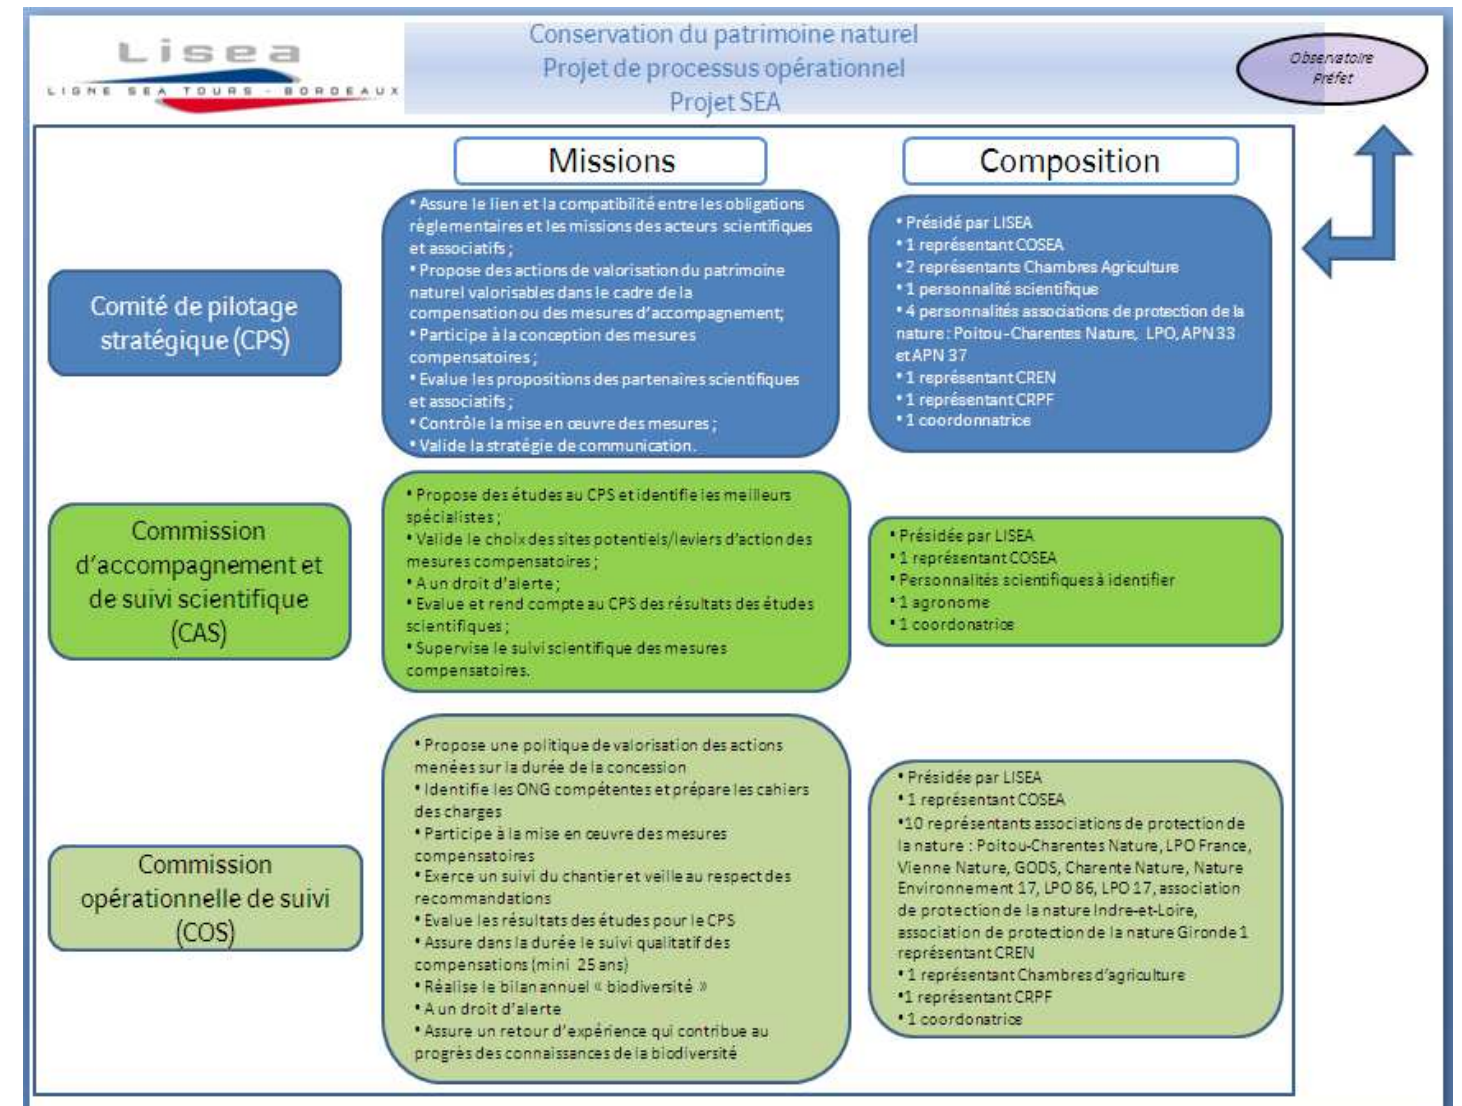 Lisea
LIGNE SEA TOURS - BORDEAUX
Conservation du patrimoine naturel
Projet de processus opérationnel
Projet SEA
Observatoire
Préfet
Missions
Composition
Comité de pilotage
stratégique (CPS)
• Assure le lien et la compatibilité entre les obligations
règlementaires et les missions des acteurs scientifiques
et associatifs ;
• Propose des actions de valorisation du patrimoine
naturel valorisables dans le cadre de la
compensation ou des mesures d'accompagnement;
• Participe à la conception des mesures
compensatoires ;
• Evalue les propositions des partenaires scientifiques
et associatifs ;
• Contrôle la mise en œuvre des mesures ;
• Valide la stratégie de communication.
• Présidé par LISEA
• 1 représentant COSEA
• 2 représentants Chambres Agriculture
• 1 personnalité scientifique
• 4 personnalités associations de protection de la
nature : Poitou-Charentes Nature, LPO, APN 33
et APN 37
• 1 représentant CREN
• 1 représentant CRPF
• 1 coordonnatrice
Commission
d'accompagnement et
de suivi scientifique
(CAS)
• Propose des études au CPS et identifie les meilleurs
spécialistes ;
• Valide le choix des sites potentiels/leviers d'action des
mesures compensatoires ;
• A un droit d'alerte ;
• Evalue et rend compte au CPS des résultats des études
scientifiques ;
• Supervise le suivi scientifique des mesures
compensatoires.
• Présidée par LISEA
• 1 représentant COSEA
• Personnalités scientifiques à identifier
• 1 agronome
• 1 coordonatrice
Commission
opérationnelle de suivi
(COS)
• Propose une politique de valorisation des actions
menées sur la durée de la concession
• Identifie les ONG compétentes et prépare les cahiers
des charges
• Participe à la mise en œuvre des mesures
compensatoires
• Exerce un suivi du chantier et veille au respect des
recommandations
• Evalue les résultats des études pour le CPS
• Assure dans la durée le suivi qualitatif des
compensations (mini 25 ans)
• Réalise le bilan annuel « biodiversité »
• A un droit d'alerte
• Assure un retour d'expérience qui contribue au
progrès des connaissances de la biodiversité
• Présidée par LISEA
• 1 représentant COSEA
•10 représentants associations de protection de
la nature : Poitou-Charentes Nature, LPO France,
Vienne Nature, GODS, Charente Nature, Nature
Environnement 17, LPO 86, LPO 17, association
de protection de la nature Indre-et-Loire,
association de protection de la nature Gironde 1
représentant CREN
• 1 représentant Chambres d'agriculture
•1 représentant CRPF
• 1 coordonatrice